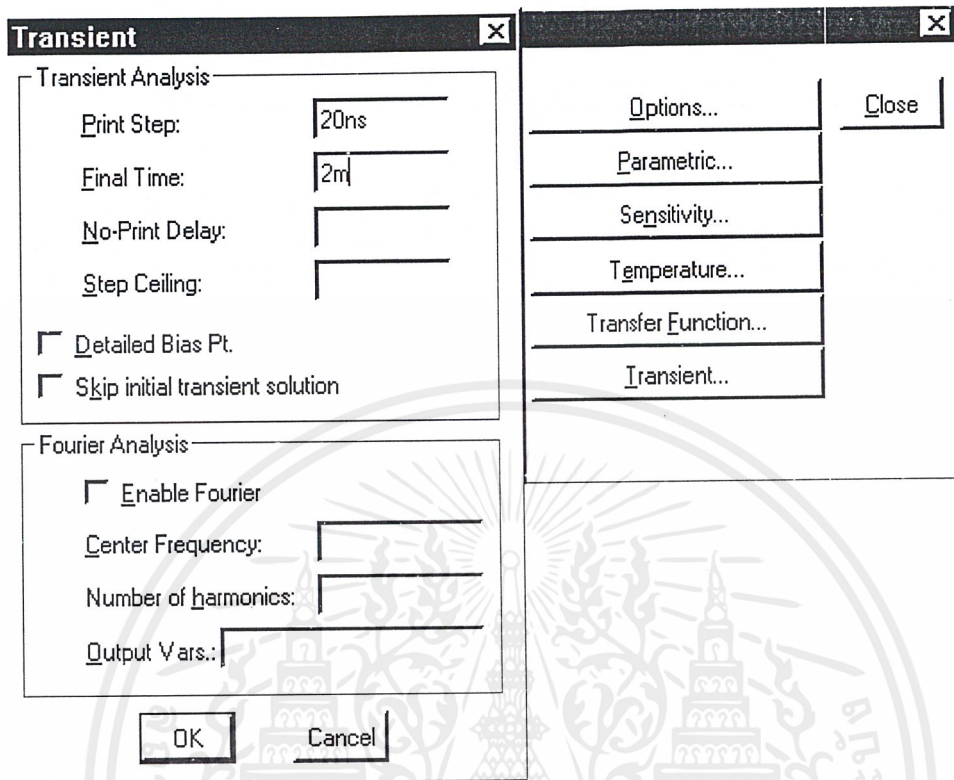 Transient
Transient Analysis
Print Step: 20ns
Final Time: 2m
No-Print Delay:
Step Ceiling:
Detailed Bias Pt.
Skip initial transient solution
Fourier Analysis
Enable Fourier
Center Frequency:
Number of harmonics:
Output Vars.:
OK Cancel
Options...
Close
Parametric...
Sensitivity...
Temperature...
Transfer Function...
Transient...